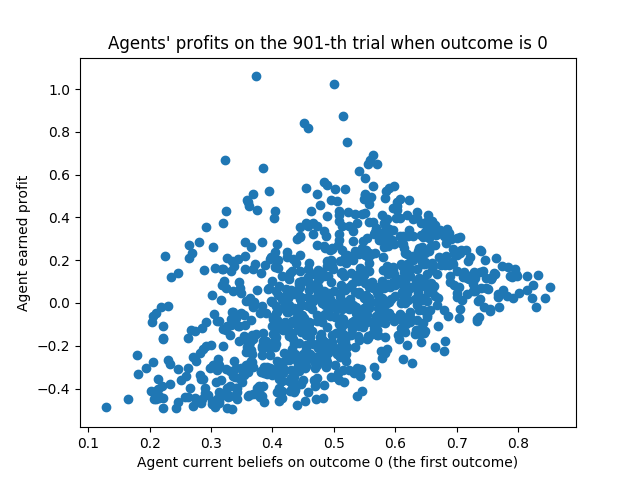 Agents' profits on the 901-th trial when outcome is 0
Agent earned profit
1.0
0.8
0.6
0.4
0.2
0.0
−0.2
−0.4
0.1 0.2 0.3 0.4 0.5 0.6 0.7 0.8
Agent current beliefs on outcome 0 (the first outcome)